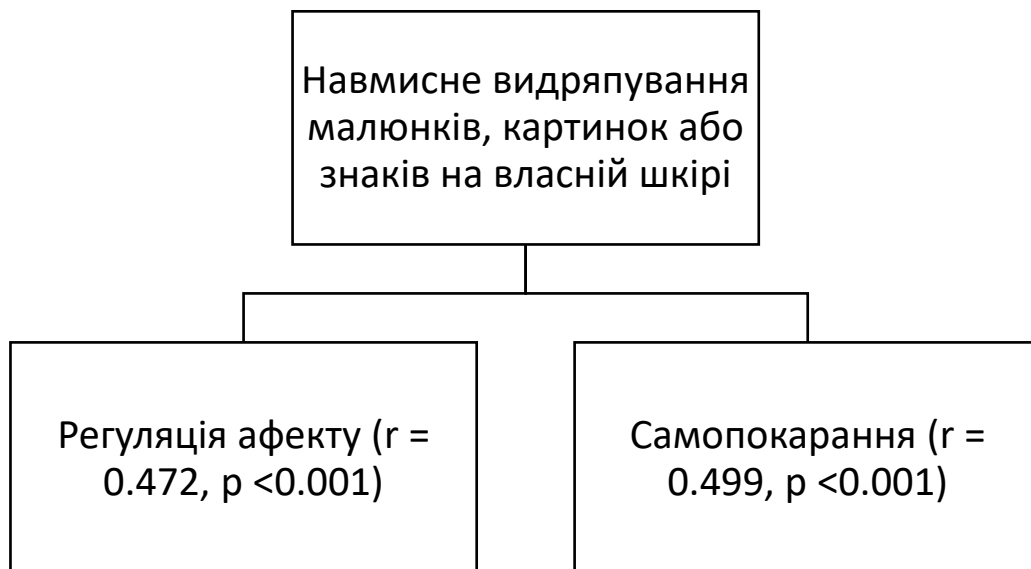 Навмисне видряпування
малюнків, картинок або
знаків на власній шкірі
Регуляція афекту (r =
0.472, p <0.001)
Самопокарання (r =
0.499, p <0.001)